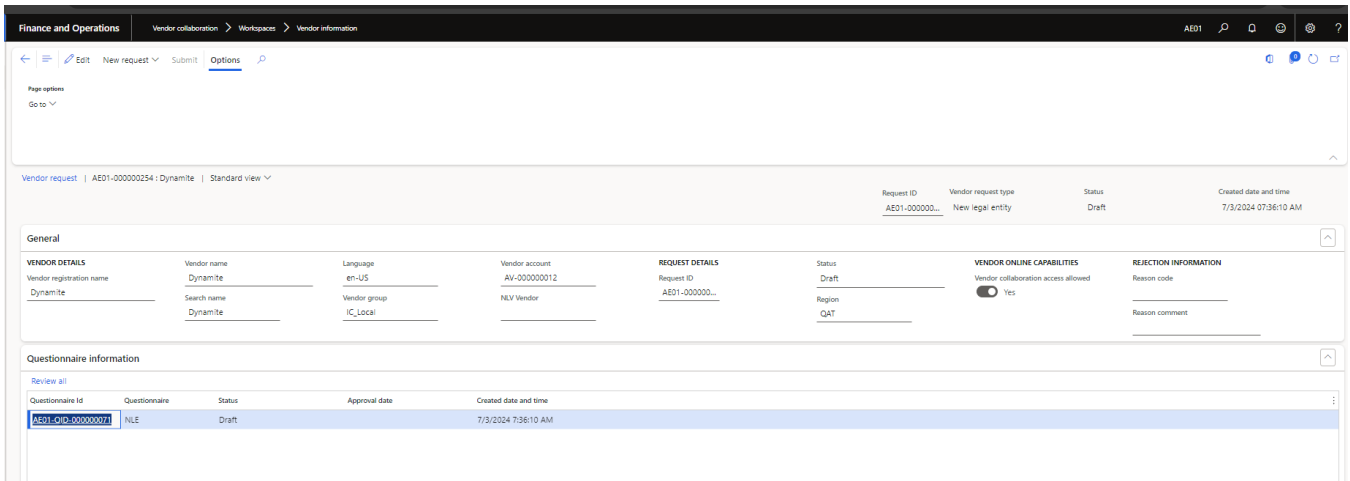 Finance and Operations Vendor collaboration > Workspaces > Vendor information AE01 ?
Edit New request Submit Options 0
Page options
Go to
Vendor request | AE01-000000254 : Dynamite | Standard view
Request ID Vendor request type Status Created date and time
AE01-000000... New legal entity Draft 7/3/2024 07:36:10 AM
General
VENDOR DETAILS Vendor name Language Vendor account REQUEST DETAILS Status VENDOR ONLINE CAPABILITIES REJECTION INFORMATION
Vendor registration name Dynamite en-US AV-000000012 Request ID Draft Vendor collaboration access allowed Reason code
Dynamite Search name Vendor group NLV Vendor AE01-000000... Region Yes
Dynamite IC_Local QAT Reason comment
Questionnaire information
Review all
Questionnaire Id Questionnaire Status Approval date Created date and time
AE01-QID-000000071 NLE Draft 7/3/2024 7:36:10 AM